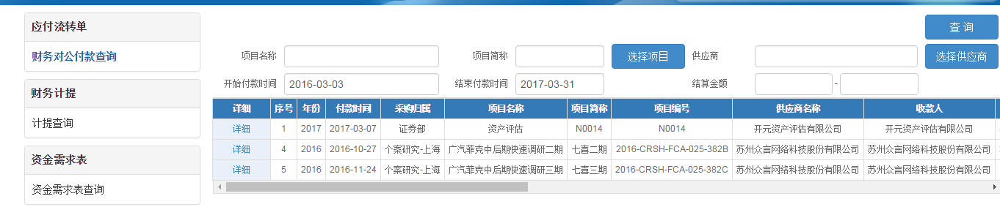 应付流转单
财务对公付款查询
财务计提
计提查询
资金需求表
资金需求表查询
查 询
项目名称 项目简称 选择项目 供应商 选择供应商
开始付款时间 2016-03-03 结束付款时间 2017-03-31 结算金额 -
详细 序号 年份 付款时间 采购归属 项目名称 项目简称 项目编号 供应商名称 收款人
详细 1 2017 2017-03-07 证券部 资产评估 N0014 N0014 开元资产评估有限公司 开元资产评估有限公司
详细 4 2016 2016-10-27 个案研究-上海 广汽菲克中后期快速调研二期 七喜二期 2016-CRSH-FCA-025-382B 苏州众言网络科技股份有限公司 苏州众言网络科技股份有限公司
详细 5 2016 2016-11-24 个案研究-上海 广汽菲克中后期快速调研三期 七喜三期 2016-CRSH-FCA-025-382C 苏州众言网络科技股份有限公司 苏州众言网络科技股份有限公司